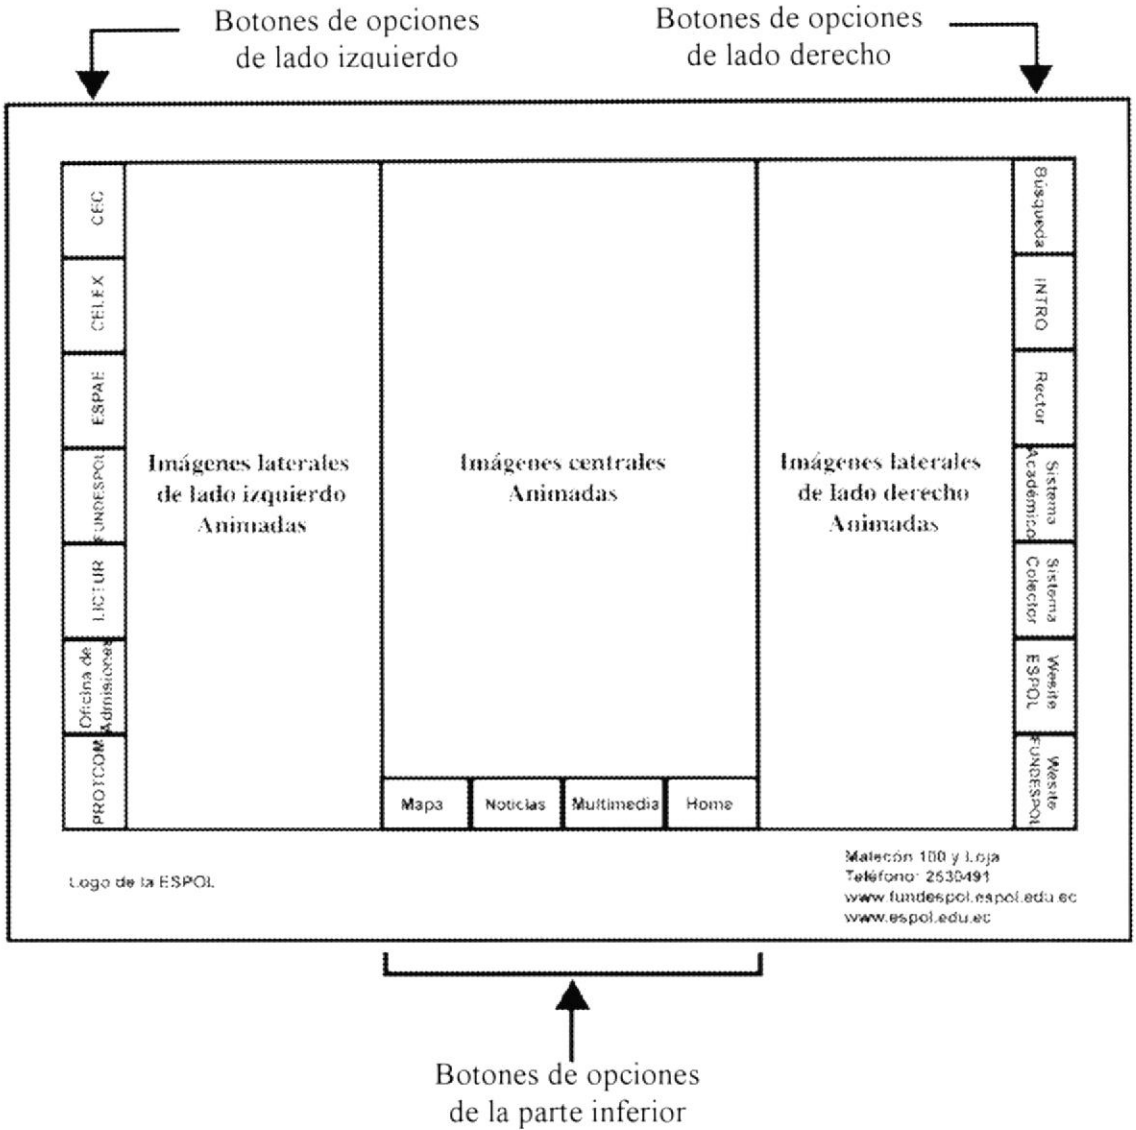 Botones de opciones
de lado izquierdo
Botones de opciones
de lado derecho
CEC
CELEX
ESPAE
FUNDESPOL
LICTUR
Oficina de
Admisiones
PROTCOM
Imágenes laterales
de lado izquierdo
Animadas
Imágenes centrales
Animadas
Imágenes laterales
de lado derecho
Animadas
Búsqueda
INTRO
Rector
Sistema
Académico
Sistema
Colector
Wesite
ESPOL
Wesite
FUNDESPOL
Mapa
Noticias
Multimedia
Home
Logo de la ESPOL
Malecón 100 y Loja
Teléfono: 2530491
www.fundespol.espol.edu.ec
www.espol.edu.ec
Botones de opciones
de la parte inferior